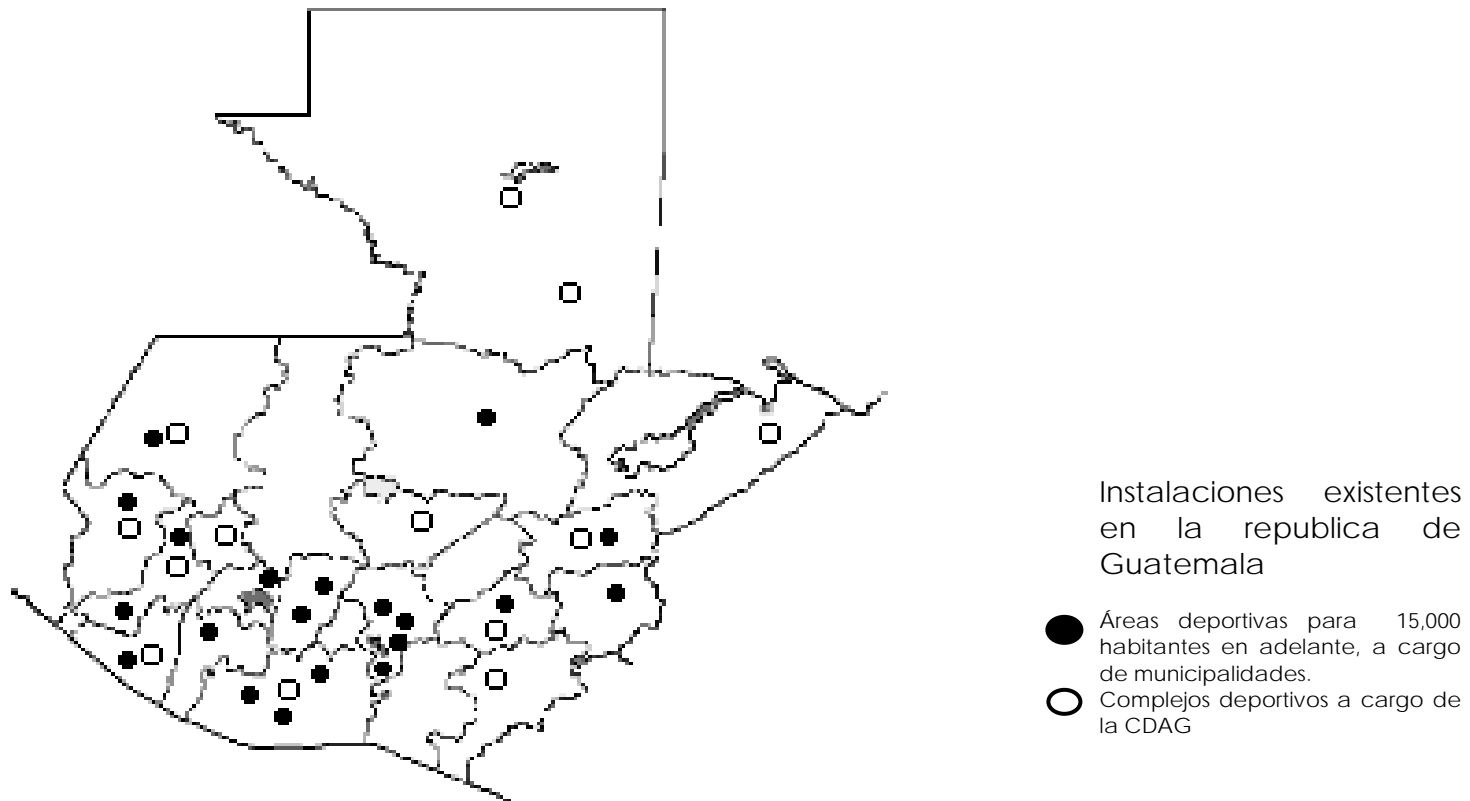 Instalaciones existentes
en la republica de
Guatemala
Áreas deportivas para 15,000
habitantes en adelante, a cargo
de municipalidades.
Complejos deportivos a cargo de
la CDAG